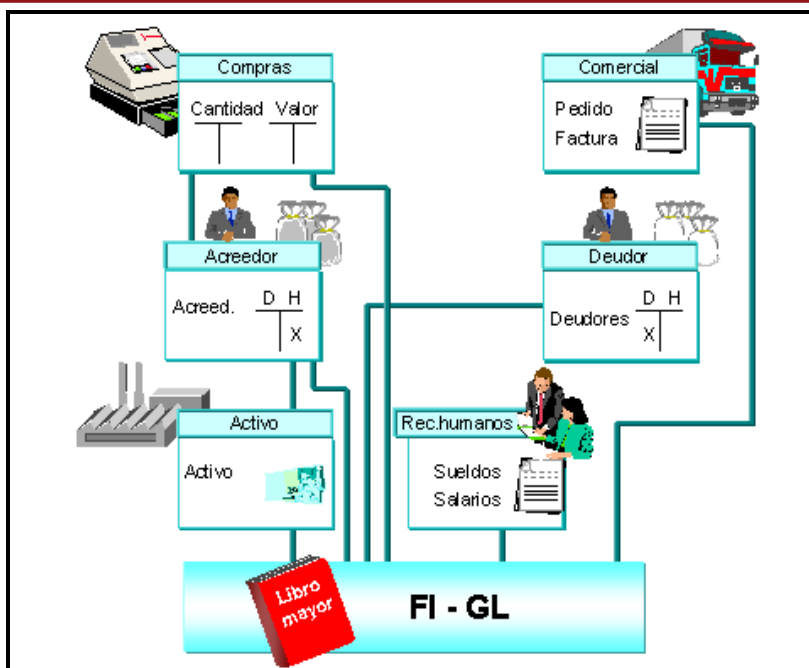 Compras
Cantidad Valor
Comercial
Pedido
Factura
Acreedor
Acreed.
D H
X
Deudor
Deudores
D H
X
Activo
Activo
Rec.humanos
Sueldos
Salarios
Libro
mayor
FI - GL